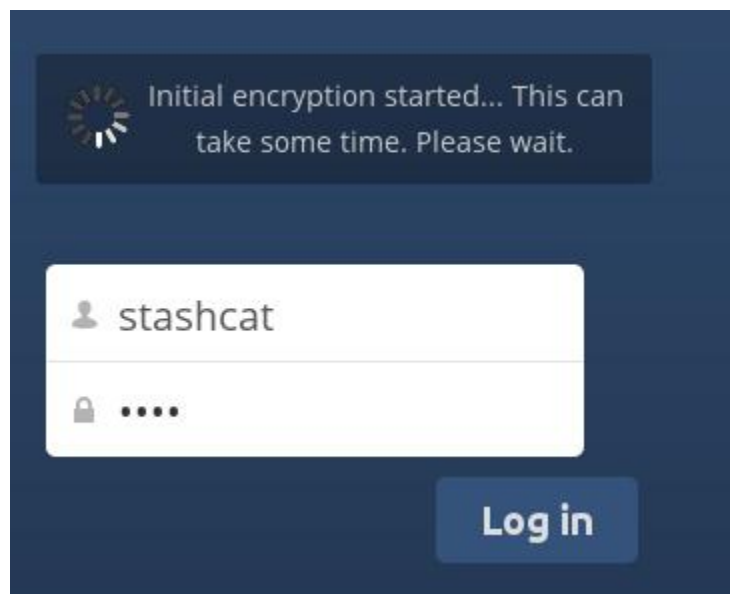 Initial encryption started... This can
take some time. Please wait.
stashcat
••••
Log in